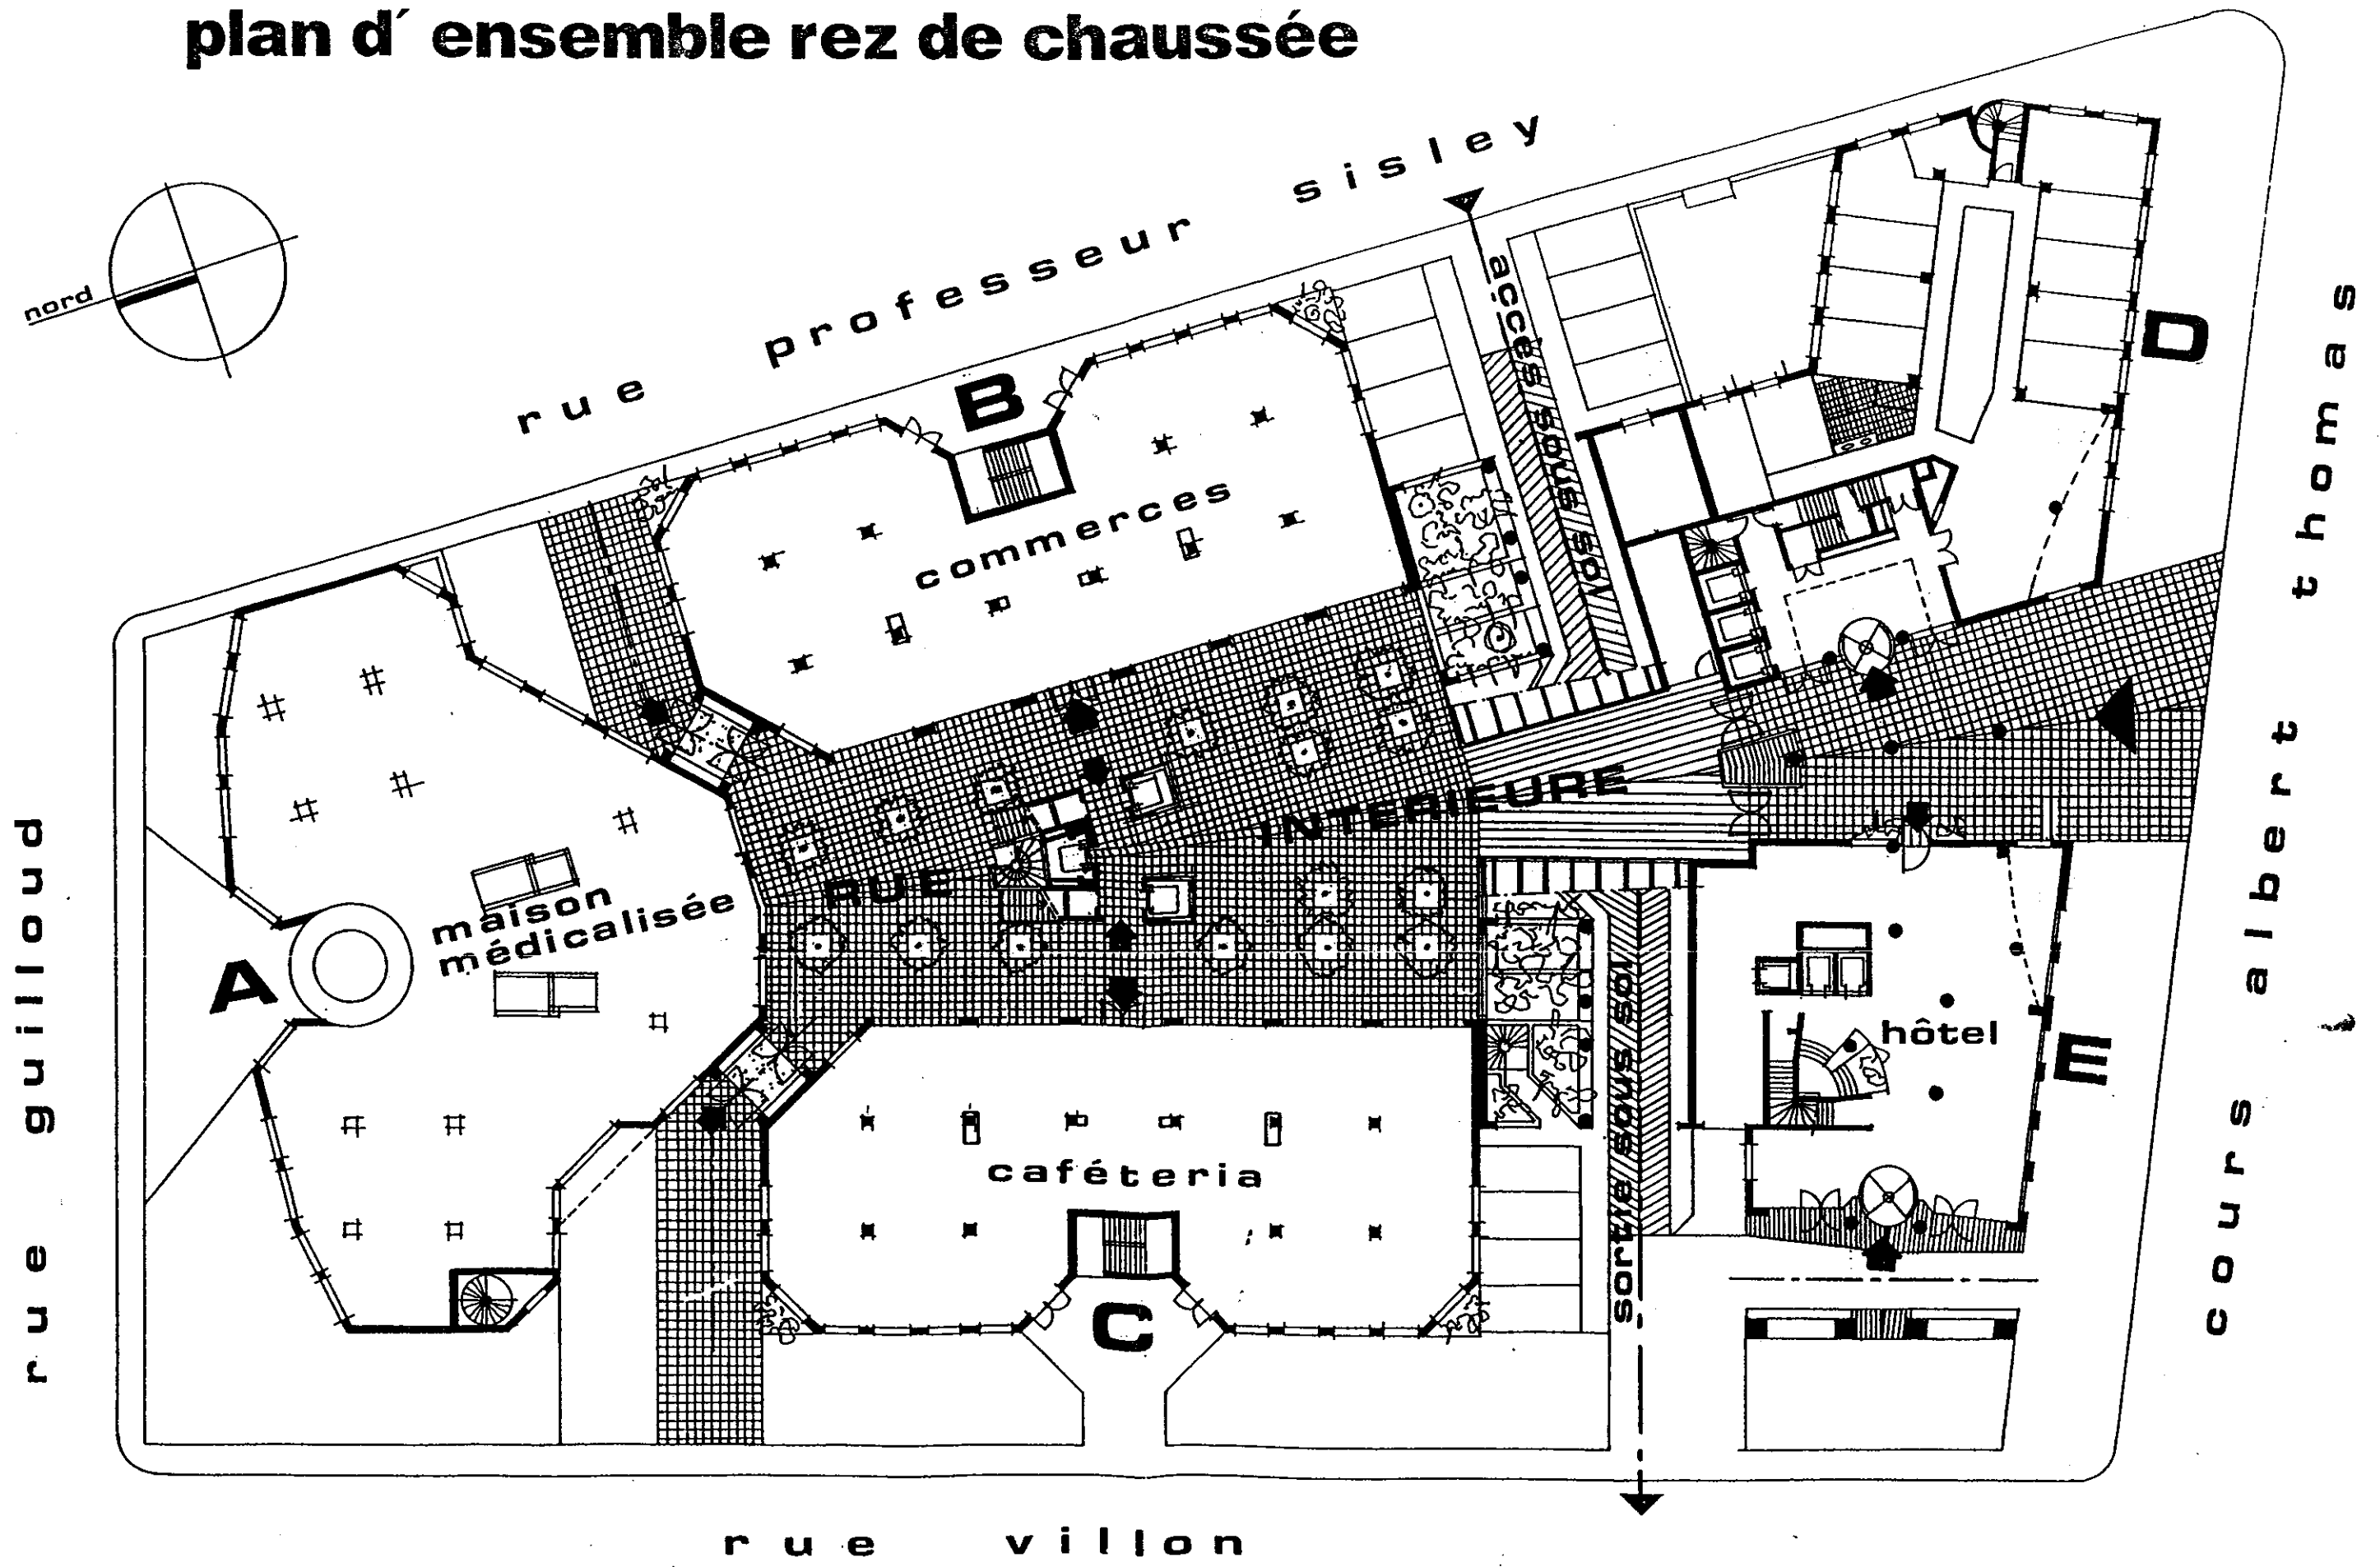 plan d´ ensemble rez de chaussée
nord
rue professeur sisley
accès sous sol
B
commerces
D
cours albert thomas
RUE INTERIEURE
maison
médicalisée
A
rue guilloud
hôtel
E
caféteria
C
sortie sous sol
rue villon